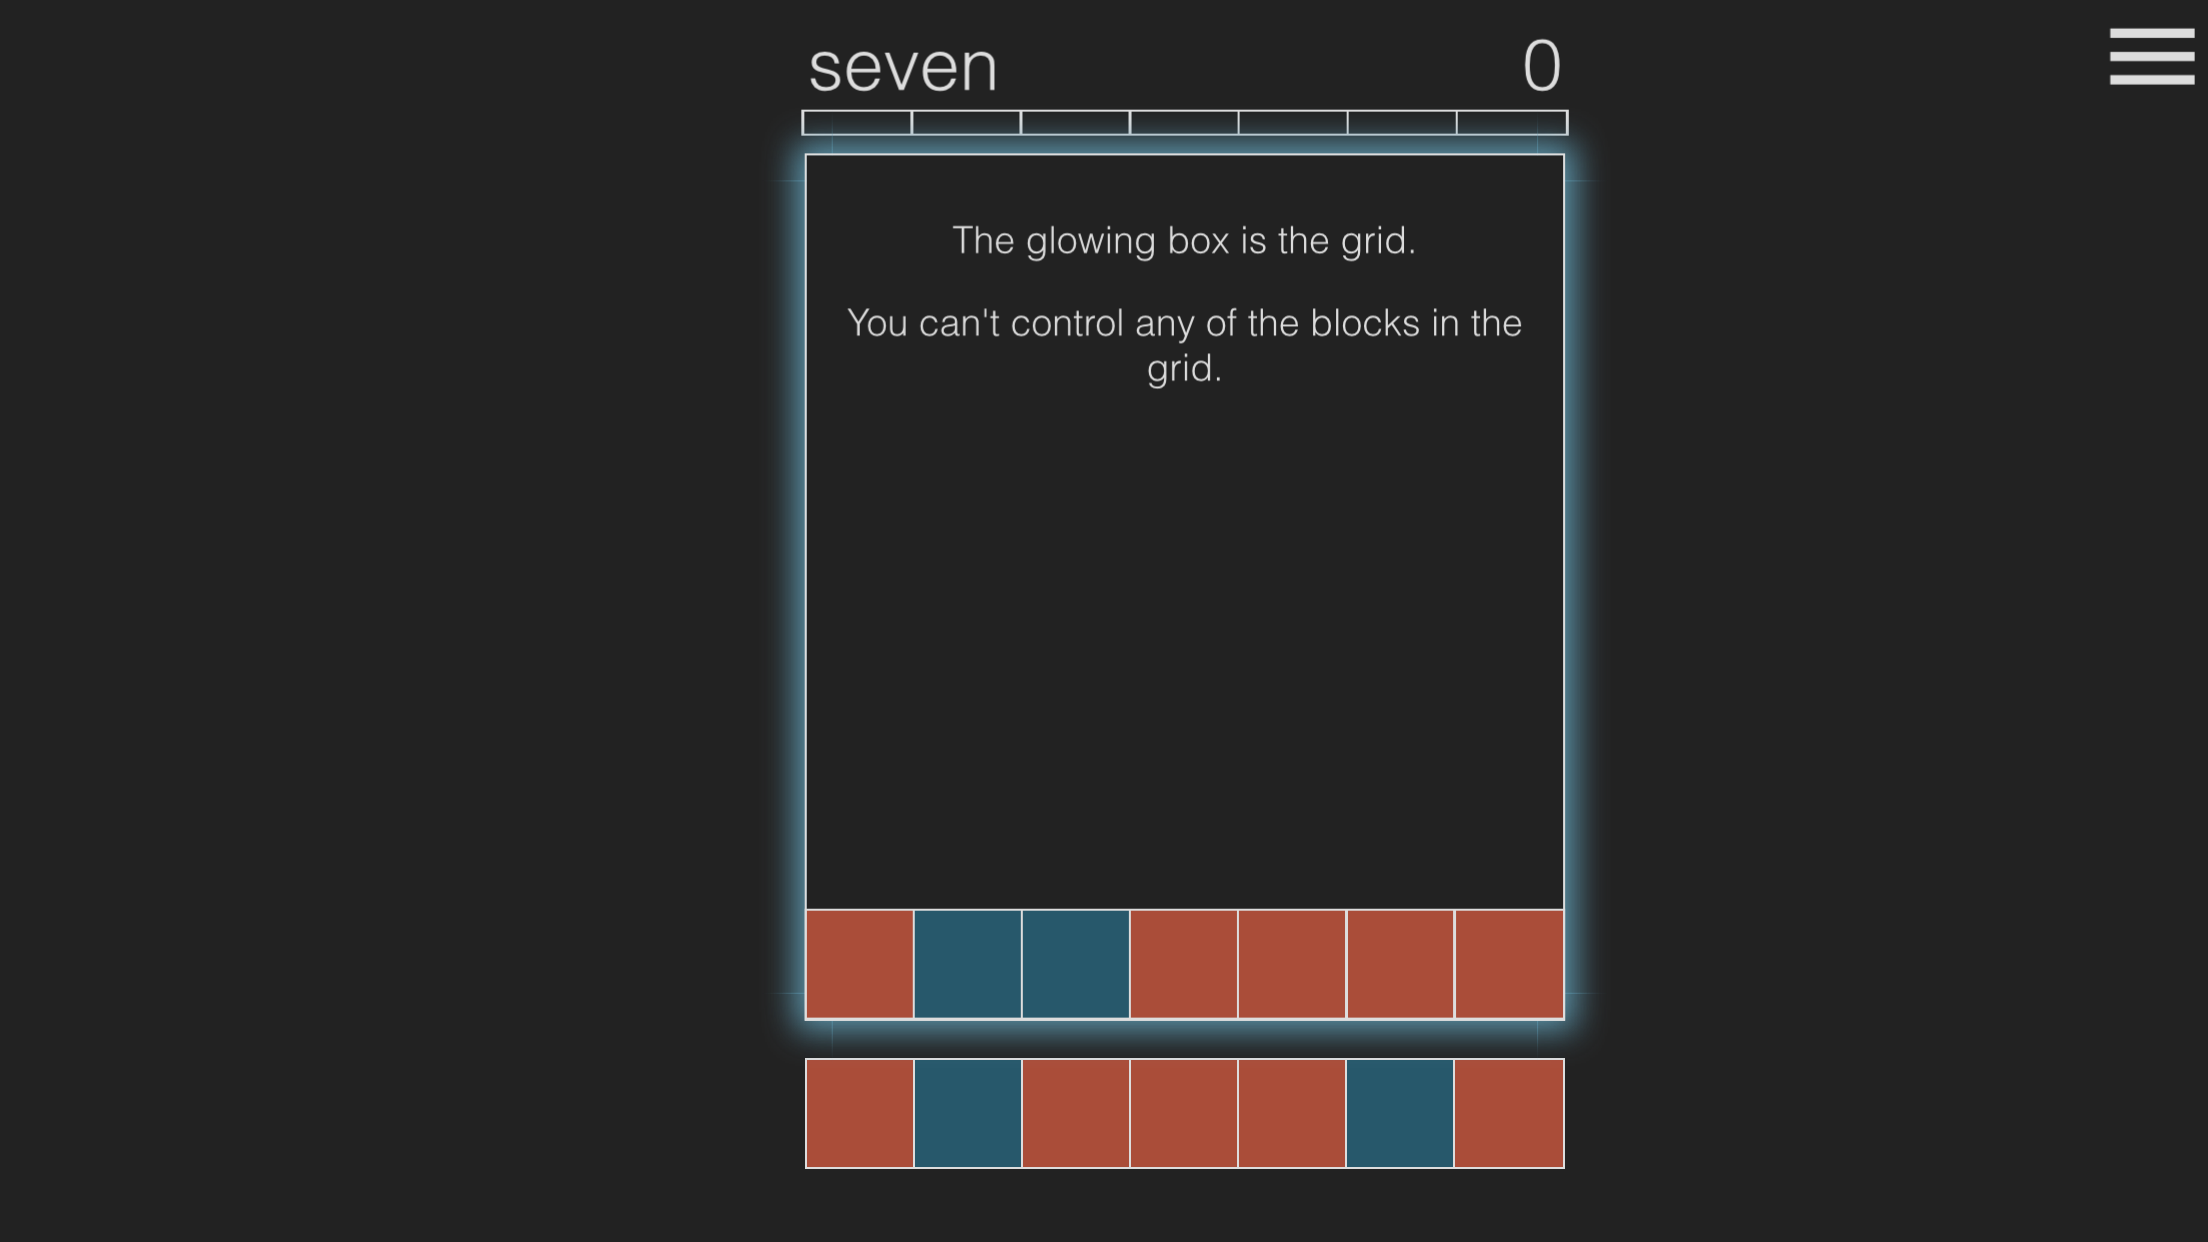 seven 0
The glowing box is the grid.
You can't control any of the blocks in the
grid.